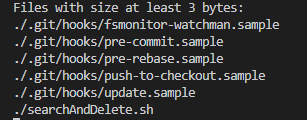 Files with size at least 3 bytes:
./.git/hooks/fsmonitor-watchman.sample
./.git/hooks/pre-commit.sample
./.git/hooks/pre-rebase.sample
./.git/hooks/push-to-checkout.sample
./.git/hooks/update.sample
./searchAndDelete.sh